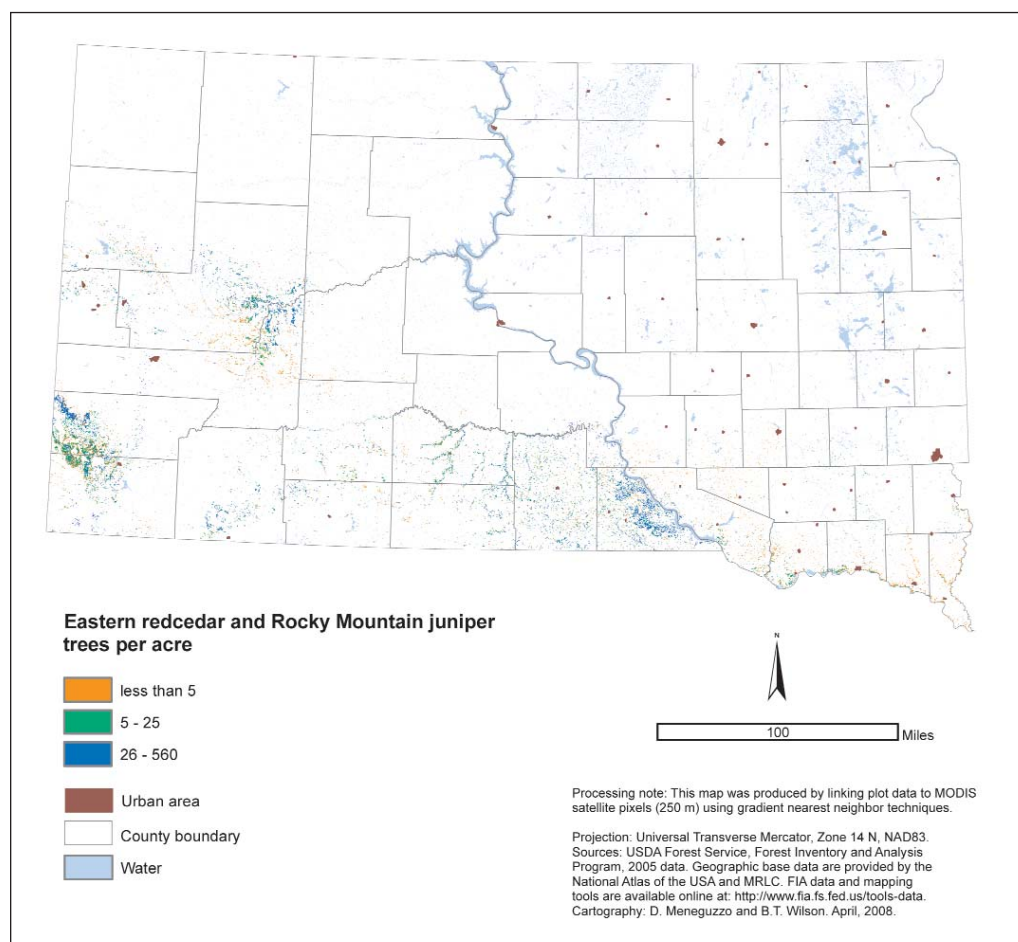 Eastern redcedar and Rocky Mountain juniper
trees per acre
less than 5
5 - 25
26 - 560
Urban area
County boundary
Water
N
100
Miles
Processing note: This map was produced by linking plot data to MODIS
satellite pixels (250 m) using gradient nearest neighbor techniques.
Projection: Universal Transverse Mercator, Zone 14 N, NAD83.
Sources: USDA Forest Service, Forest Inventory and Analysis
Program, 2005 data. Geographic base data are provided by the
National Atlas of the USA and MRLC. FIA data and mapping
tools are available online at: http://www.fia.fs.fed.us/tools-data.
Cartography: D. Meneguzzo and B.T. Wilson. April, 2008.